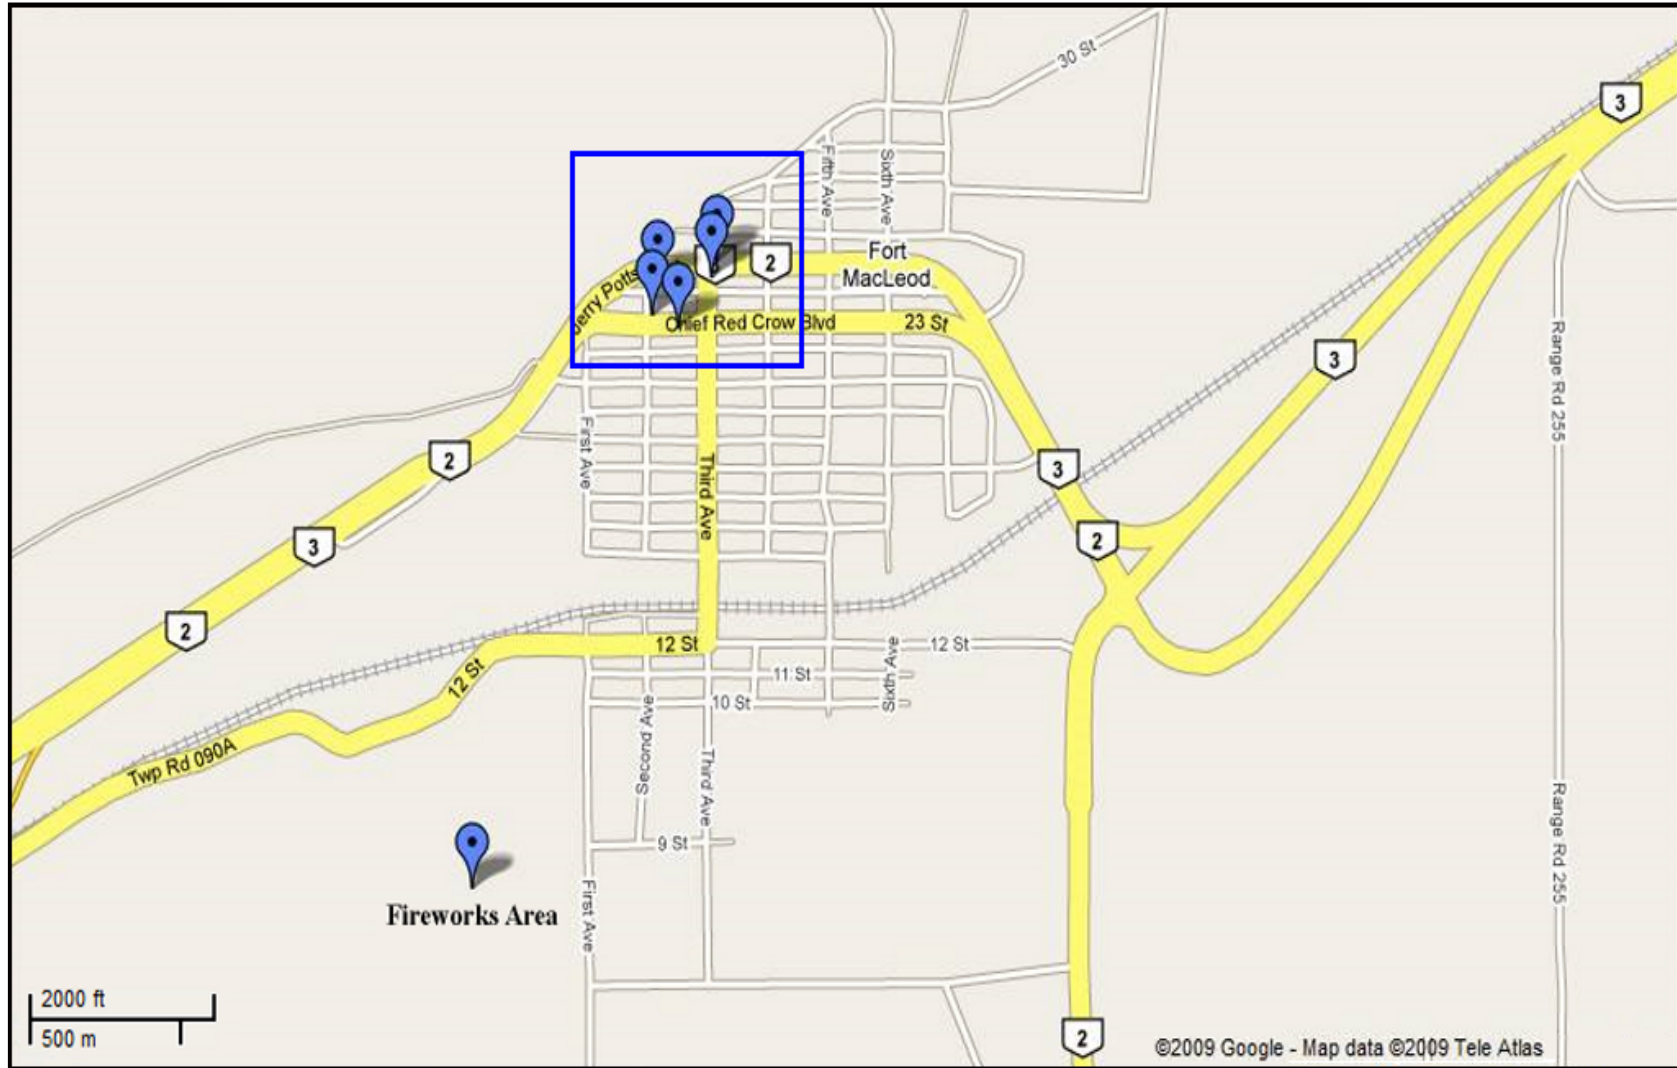 30 St
3
Fifth Ave
Sixth Ave
Fort
MacLeod
2
Jerry Potts
Chief Red Crow Blvd
23 St
Range Rd 255
3
First Ave
Third Ave
2
3
3
2
2
12 St
12 St
Sixth Ave
11 St
12 St
10 St
Second Ave
Third Ave
Twp Rd 090A
Range Rd 255
9 St
First Ave
Fireworks Area
2000 ft
500 m
2
©2009 Google - Map data ©2009 Tele Atlas